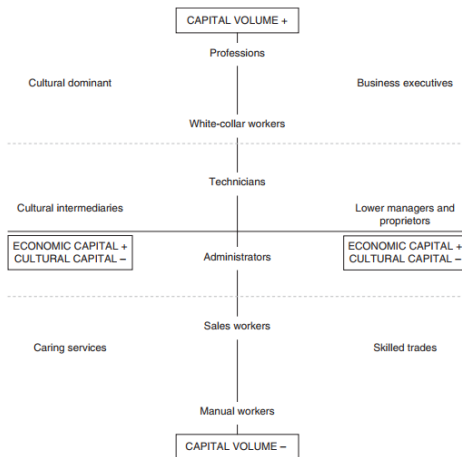 CAPITAL VOLUME +
Professions
Cultural dominant
Business executives
White-collar workers
Technicians
Cultural intermediaries
Lower managers and
proprietors
ECONOMIC CAPITAL +
CULTURAL CAPITAL –
Administrators
ECONOMIC CAPITAL +
CULTURAL CAPITAL –
Sales workers
Caring services
Skilled trades
Manual workers
CAPITAL VOLUME –